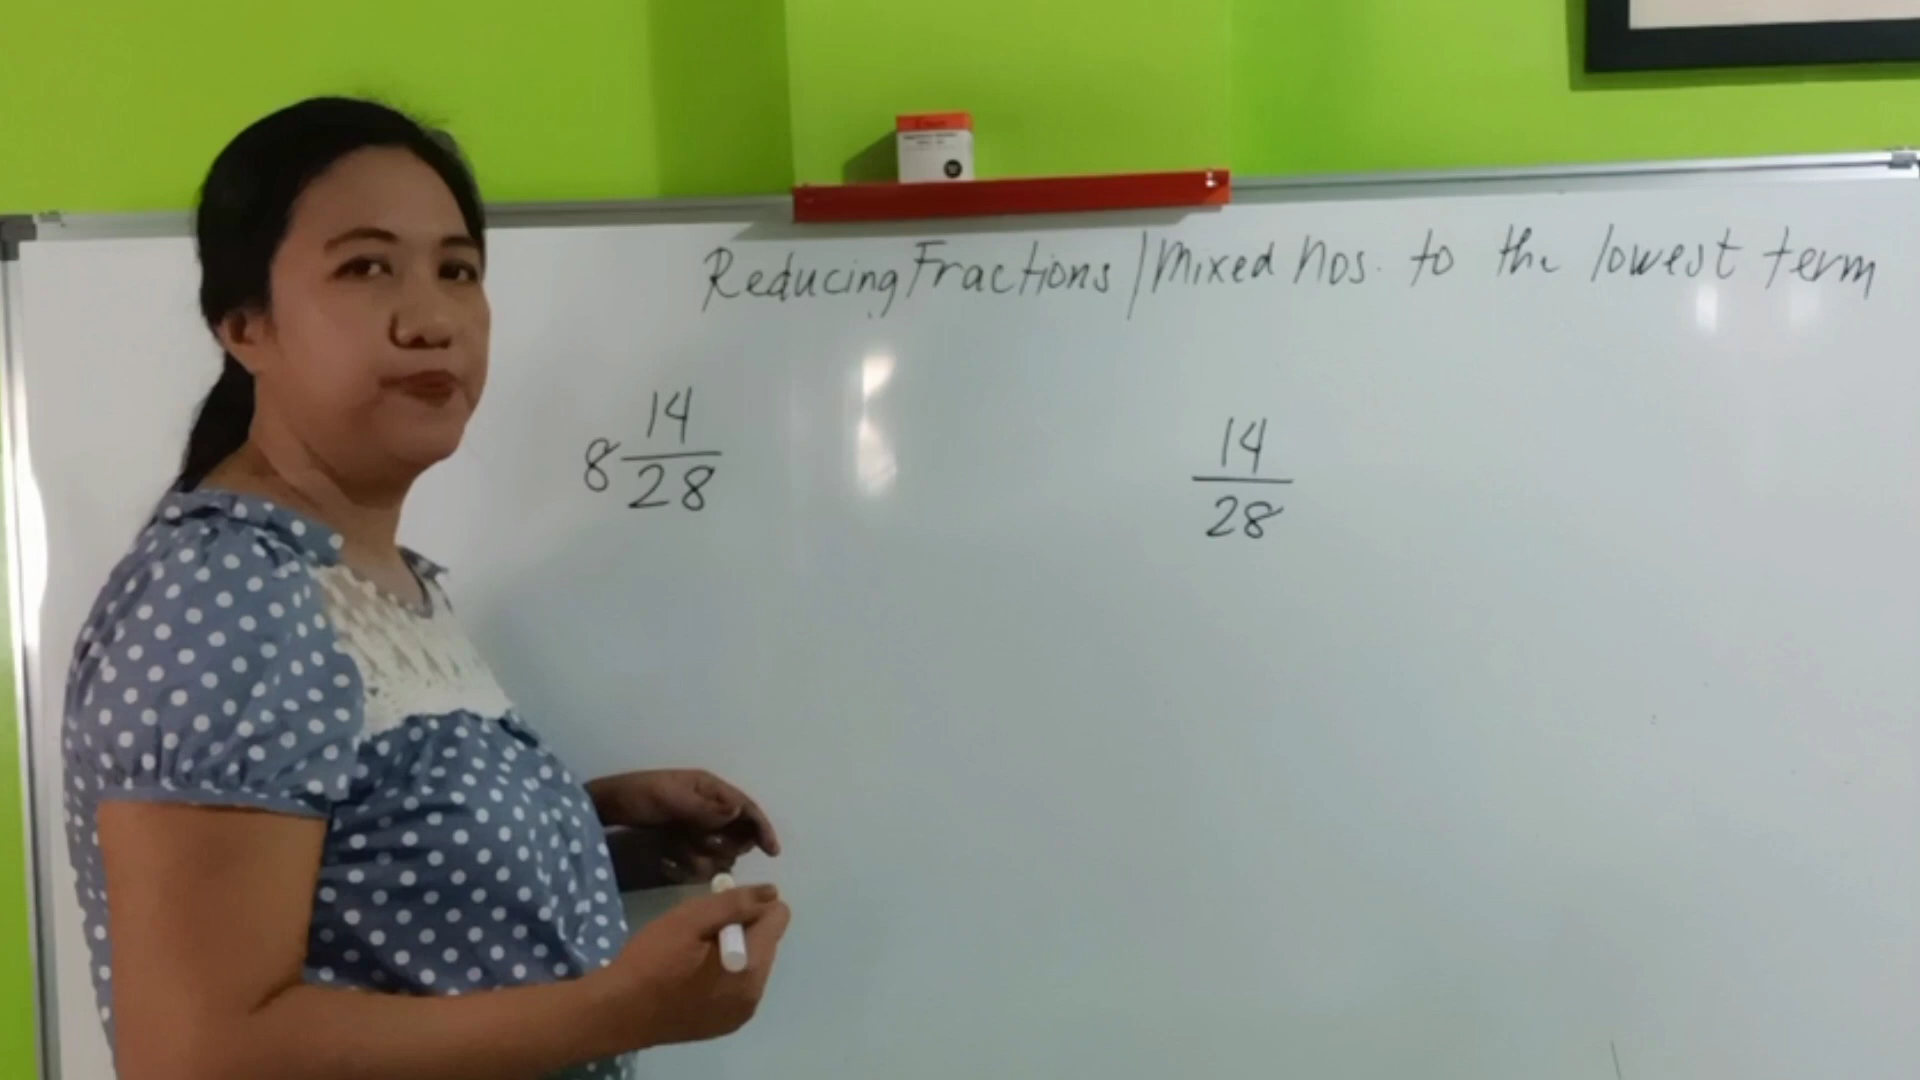 Reducing Fractions / Mixed Nos. to the lowest term
8 14/28
14/28